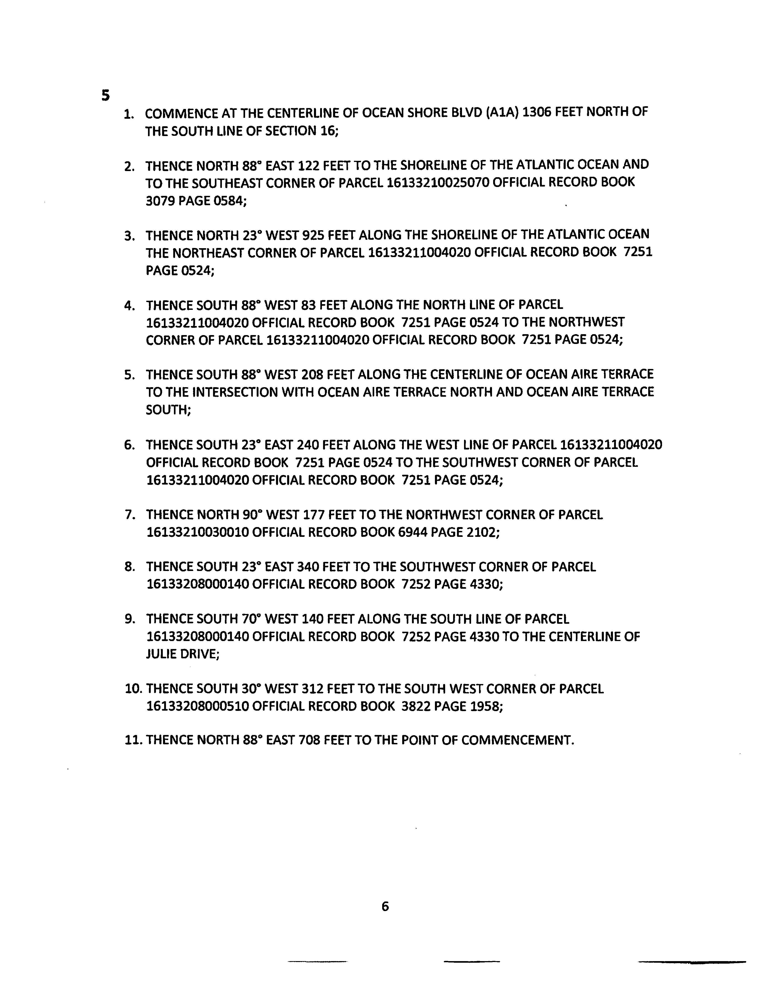 5
1. COMMENCE AT THE CENTERLINE OF OCEAN SHORE BLVD (A1A) 1306 FEET NORTH OF
THE SOUTH LINE OF SECTION 16;
2. THENCE NORTH 88° EAST 122 FEET TO THE SHORELINE OF THE ATLANTIC OCEAN AND
TO THE SOUTHEAST CORNER OF PARCEL 16133210025070 OFFICIAL RECORD BOOK
3079 PAGE 0584;
3. THENCE NORTH 23° WEST 925 FEET ALONG THE SHORELINE OF THE ATLANTIC OCEAN
THE NORTHEAST CORNER OF PARCEL 16133211004020 OFFICIAL RECORD BOOK 7251
PAGE 0524;
4. THENCE SOUTH 88° WEST 83 FEET ALONG THE NORTH LINE OF PARCEL
16133211004020 OFFICIAL RECORD BOOK 7251 PAGE 0524 TO THE NORTHWEST
CORNER OF PARCEL 16133211004020 OFFICIAL RECORD BOOK 7251 PAGE 0524;
5. THENCE SOUTH 88° WEST 208 FEET ALONG THE CENTERLINE OF OCEAN AIRE TERRACE
TO THE INTERSECTION WITH OCEAN AIRE TERRACE NORTH AND OCEAN AIRE TERRACE
SOUTH;
6. THENCE SOUTH 23° EAST 240 FEET ALONG THE WEST LINE OF PARCEL 16133211004020
OFFICIAL RECORD BOOK 7251 PAGE 0524 TO THE SOUTHWEST CORNER OF PARCEL
16133211004020 OFFICIAL RECORD BOOK 7251 PAGE 0524;
7. THENCE NORTH 90° WEST 177 FEET TO THE NORTHWEST CORNER OF PARCEL
16133210030010 OFFICIAL RECORD BOOK 6944 PAGE 2102;
8. THENCE SOUTH 23° EAST 340 FEET TO THE SOUTHWEST CORNER OF PARCEL
16133208000140 OFFICIAL RECORD BOOK 7252 PAGE 4330;
9. THENCE SOUTH 70° WEST 140 FEET ALONG THE SOUTH LINE OF PARCEL
16133208000140 OFFICIAL RECORD BOOK 7252 PAGE 4330 TO THE CENTERLINE OF
JULIE DRIVE;
10. THENCE SOUTH 30° WEST 312 FEET TO THE SOUTH WEST CORNER OF PARCEL
16133208000510 OFFICIAL RECORD BOOK 3822 PAGE 1958;
11. THENCE NORTH 88° EAST 708 FEET TO THE POINT OF COMMENCEMENT.
6